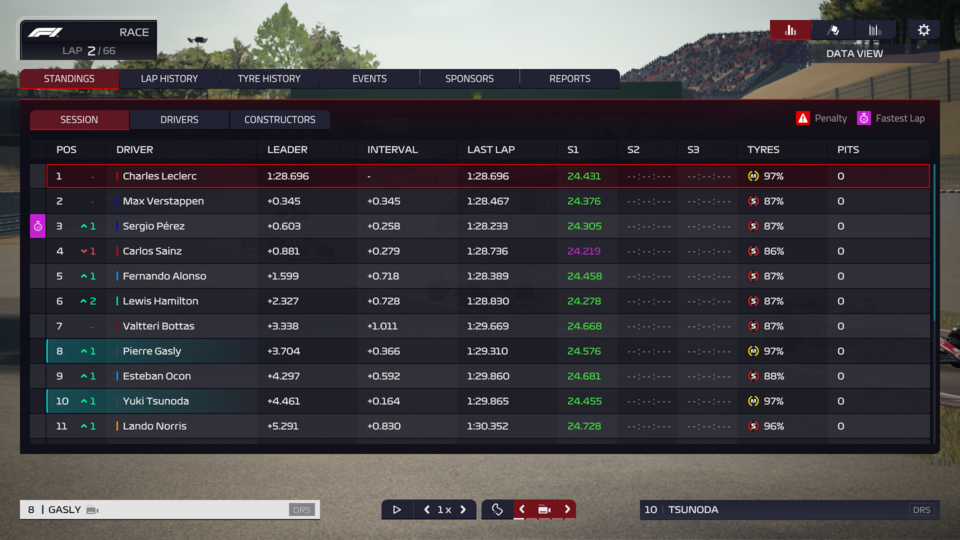 F1 RACE
LAP 2/66
DATA VIEW
STANDINGS LAP HISTORY TYRE HISTORY EVENTS SPONSORS REPORTS
SESSION DRIVERS CONSTRUCTORS Penalty Fastest Lap
POS DRIVER LEADER INTERVAL LAST LAP S1 S2 S3 TYRES PITS
1 - Charles Leclerc 1:28.696 - 1:28.696 24.431 --:--:--- --:--:--- M 97% 0
2 - Max Verstappen +0.345 +0.345 1:28.467 24.376 --:--:--- --:--:--- S 87% 0
3 1 Sergio Pérez +0.603 +0.258 1:28.233 24.305 --:--:--- --:--:--- S 87% 0
4 1 Carlos Sainz +0.881 +0.279 1:28.736 24.219 --:--:--- --:--:--- S 86% 0
5 1 Fernando Alonso +1.599 +0.718 1:28.389 24.458 --:--:--- --:--:--- S 87% 0
6 2 Lewis Hamilton +2.327 +0.728 1:28.830 24.278 --:--:--- --:--:--- S 87% 0
7 - Valtteri Bottas +3.338 +1.011 1:29.669 24.668 --:--:--- --:--:--- S 87% 0
8 1 Pierre Gasly +3.704 +0.366 1:29.310 24.576 --:--:--- --:--:--- M 97% 0
9 1 Esteban Ocon +4.297 +0.592 1:29.860 24.681 --:--:--- --:--:--- S 88% 0
10 1 Yuki Tsunoda +4.461 +0.164 1:29.865 24.455 --:--:--- --:--:--- M 97% 0
11 1 Lando Norris +5.291 +0.830 1:30.352 24.728 --:--:--- --:--:--- S 96% 0
8 GASLY DRS 1x 10 TSUNODA DRS